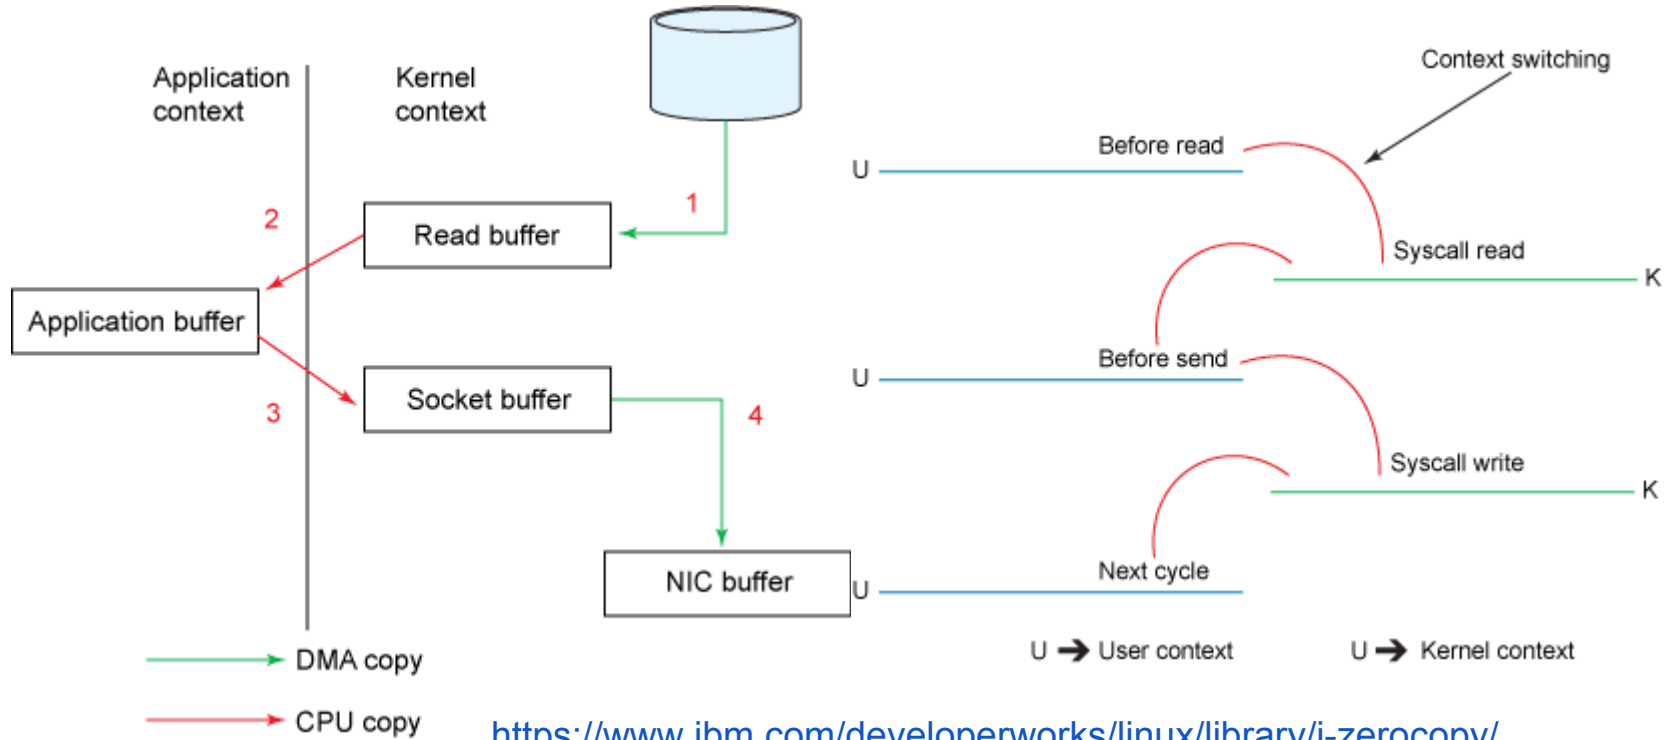 Application
context
Kernel
context
1
2
Read buffer
Application buffer
3
Socket buffer
4
NIC buffer
DMA copy
CPU copy
Context switching
Before read
U
Syscall read
K
Before send
U
Syscall write
K
Next cycle
U
U ➔ User context
U ➔ Kernel context
https://www.ibm.com/developerworks/linux/library/j-zerocopy/